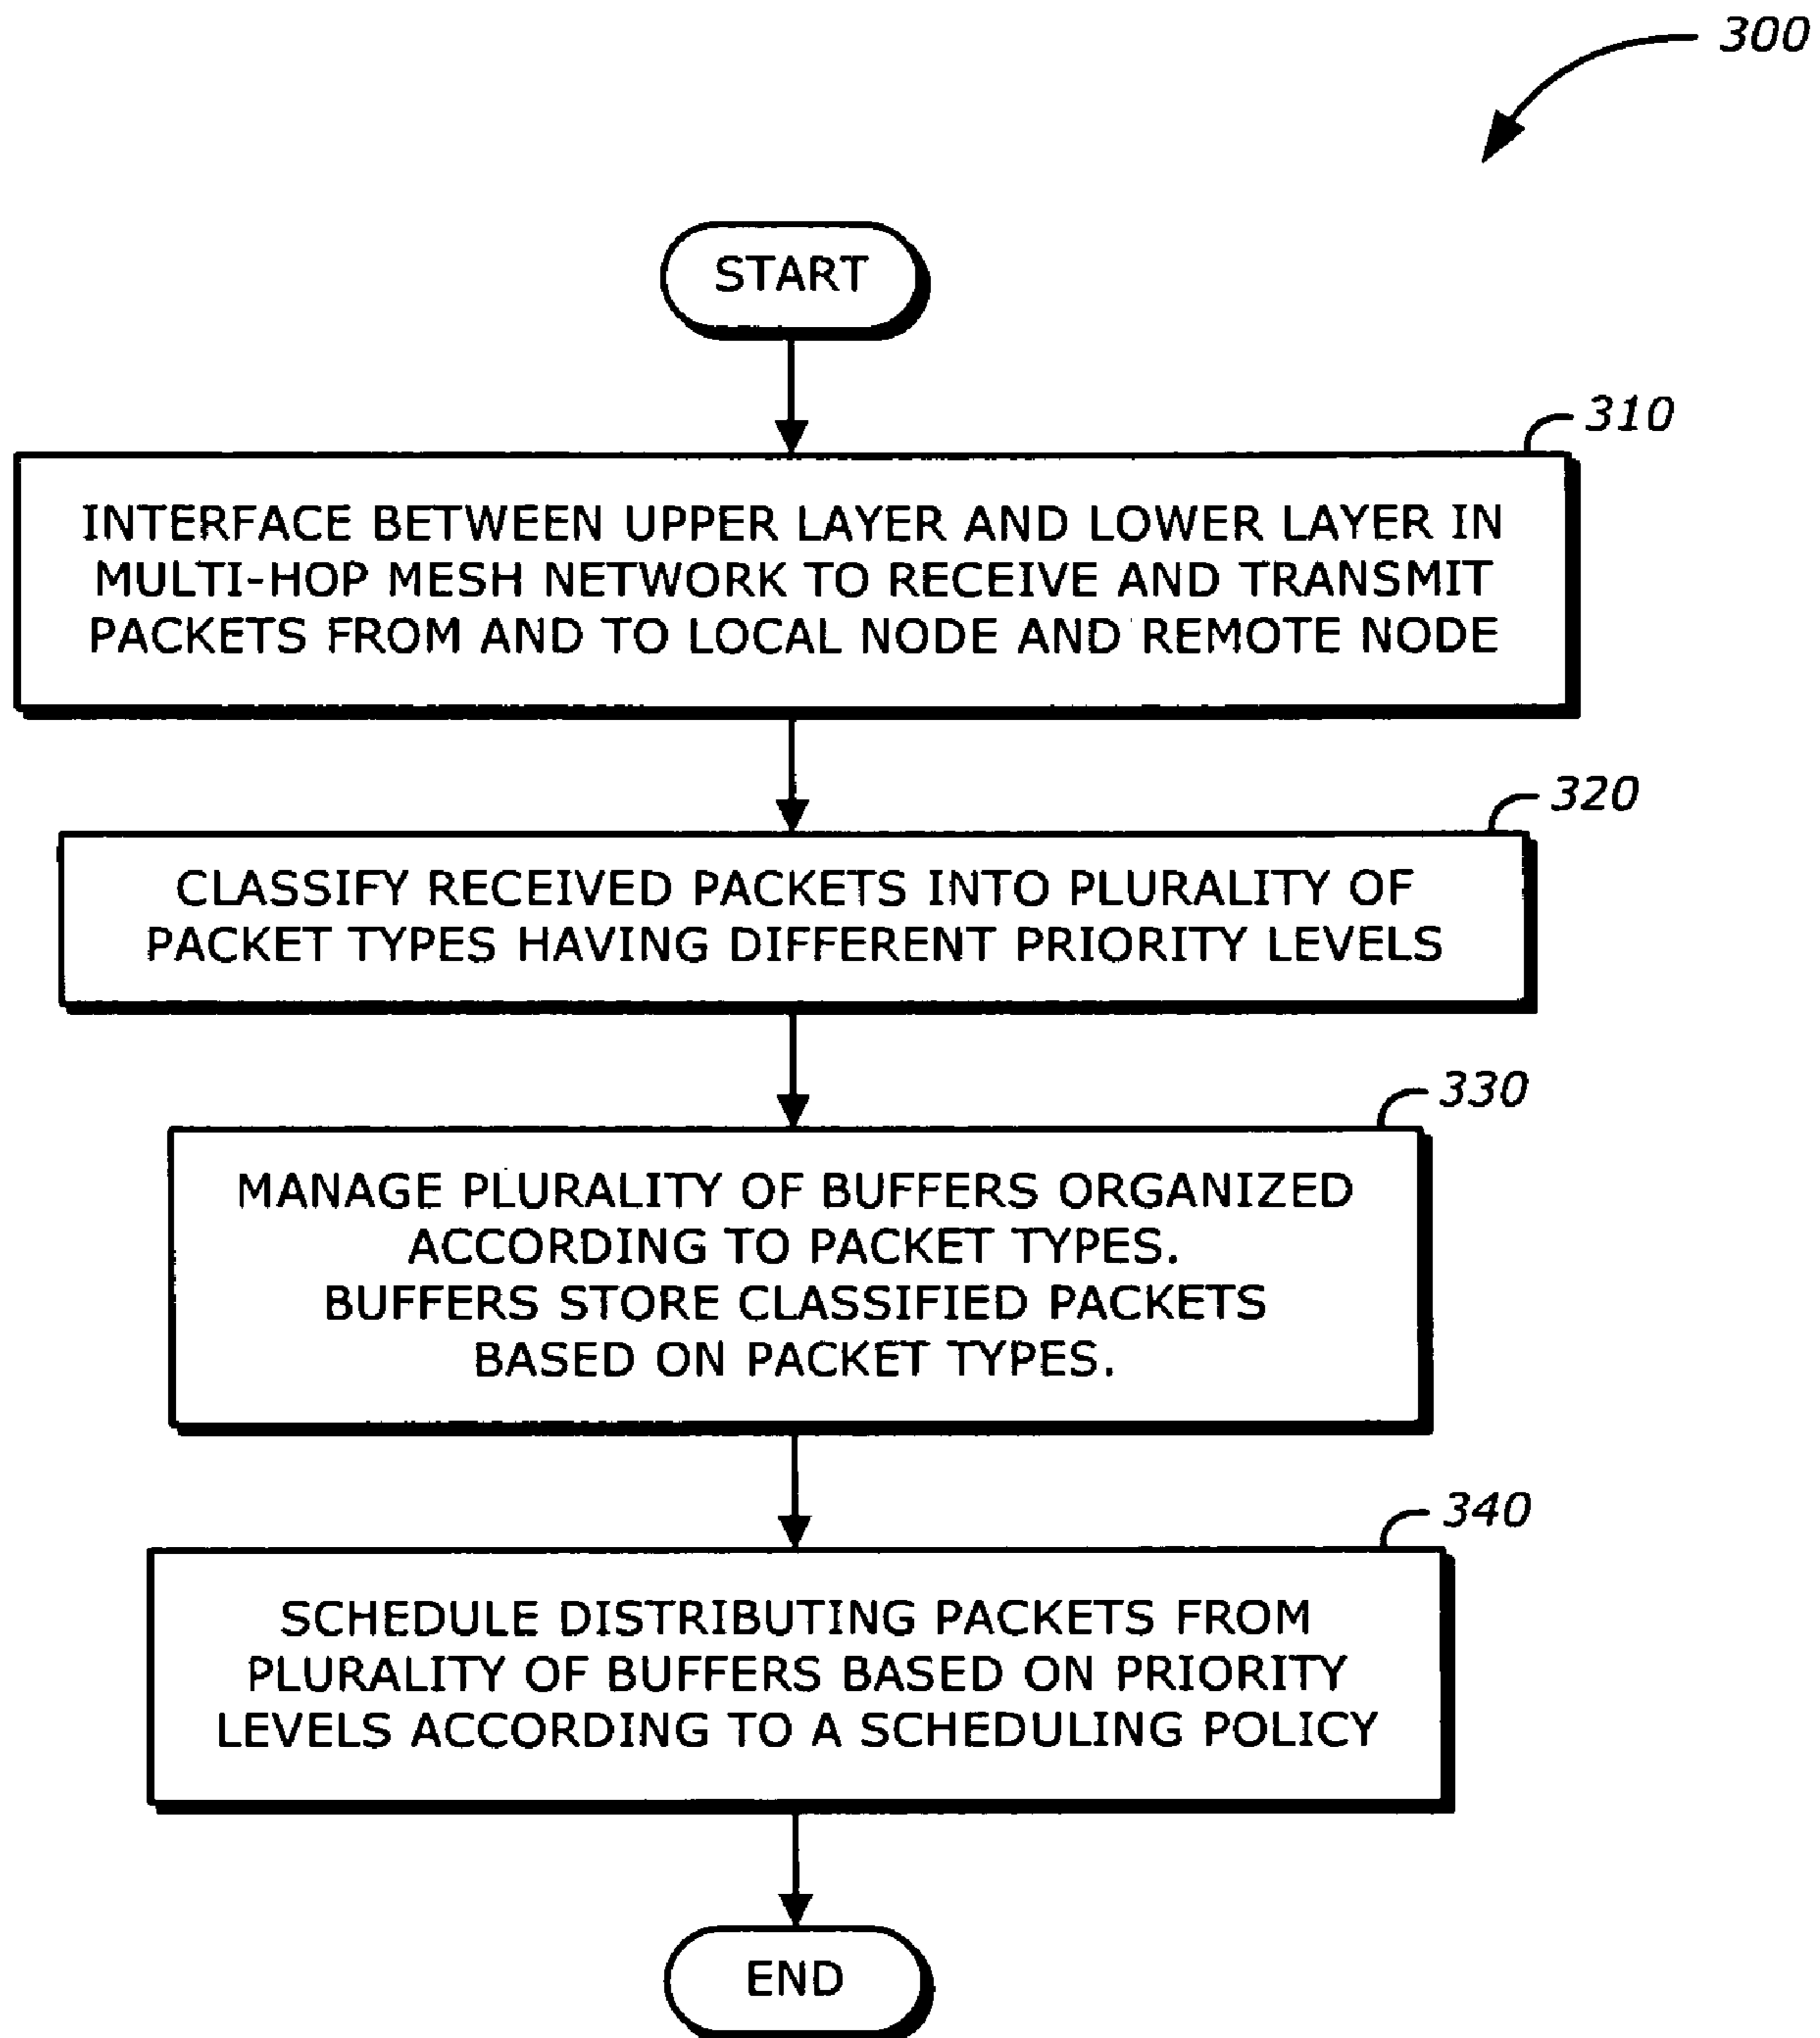 300
START
310
INTERFACE BETWEEN UPPER LAYER AND LOWER LAYER IN
MULTI-HOP MESH NETWORK TO RECEIVE AND TRANSMIT
PACKETS FROM AND TO LOCAL NODE AND REMOTE NODE
320
CLASSIFY RECEIVED PACKETS INTO PLURALITY OF
PACKET TYPES HAVING DIFFERENT PRIORITY LEVELS
330
MANAGE PLURALITY OF BUFFERS ORGANIZED
ACCORDING TO PACKET TYPES.
BUFFERS STORE CLASSIFIED PACKETS
BASED ON PACKET TYPES.
340
SCHEDULE DISTRIBUTING PACKETS FROM
PLURALITY OF BUFFERS BASED ON PRIORITY
LEVELS ACCORDING TO A SCHEDULING POLICY
END